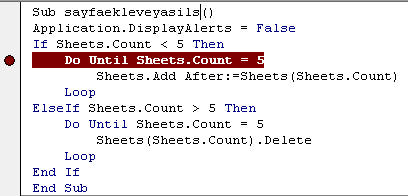 Sub sayfaekleveyasils()
Application.DisplayAlerts = False
If Sheets.Count < 5 Then
    Do Until Sheets.Count = 5
        Sheets.Add After:=Sheets(Sheets.Count)
    Loop
ElseIf Sheets.Count > 5 Then
    Do Until Sheets.Count = 5
        Sheets(Sheets.Count).Delete
    Loop
End If
End Sub